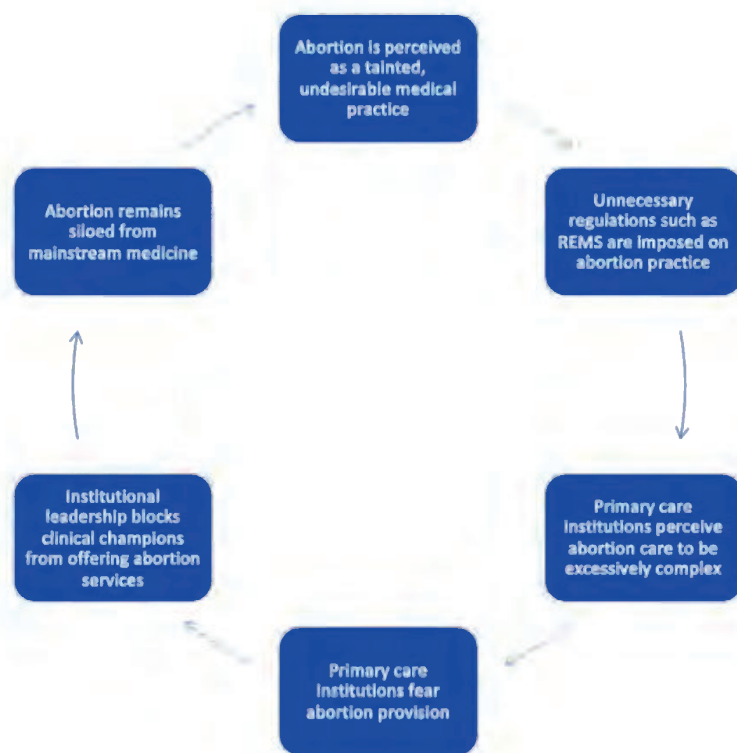 Abortion is perceived
as a tainted,
undesirable medical
practice
Unnecessary
regulations such as
REMS are imposed on
abortion practice
Primary care
institutions perceive
abortion care to be
excessively complex
Primary care
institutions fear
abortion provision
Institutional
leadership blocks
clinical champions
from offering abortion
services
Abortion remains
siloed from
mainstream medicine